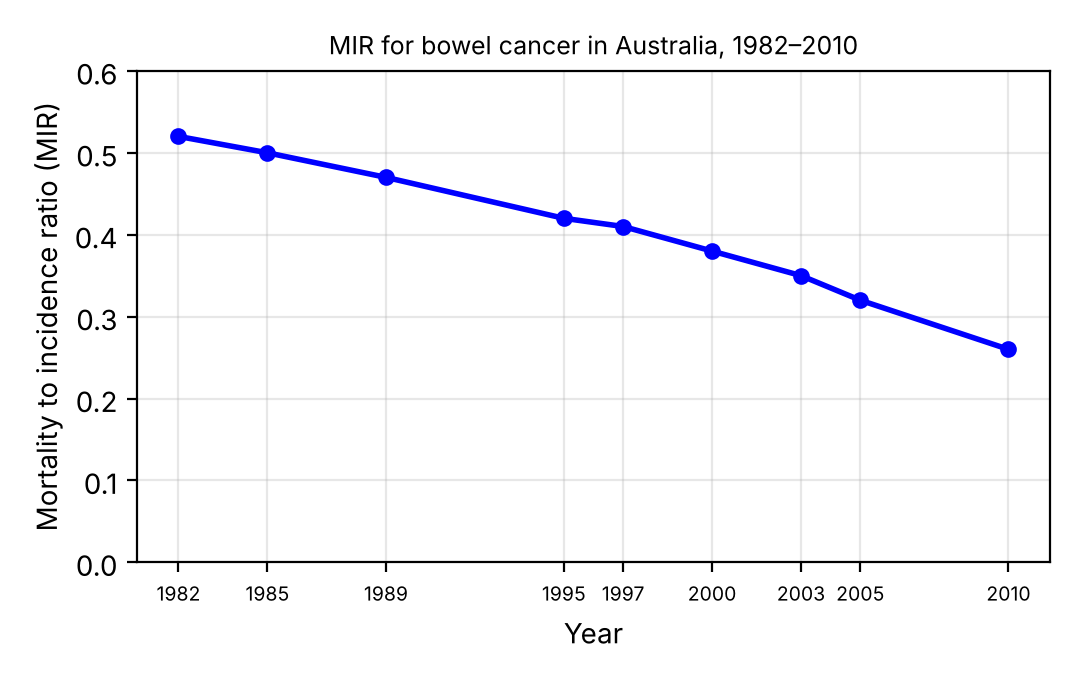 MIR for bowel cancer in Australia, 1982–2010
Mortality to incidence ratio (MIR)
0.6
0.5
0.4
0.3
0.2
0.1
0.0
1982 1985 1989 1995 1997 2000 2003 2005 2010
Year